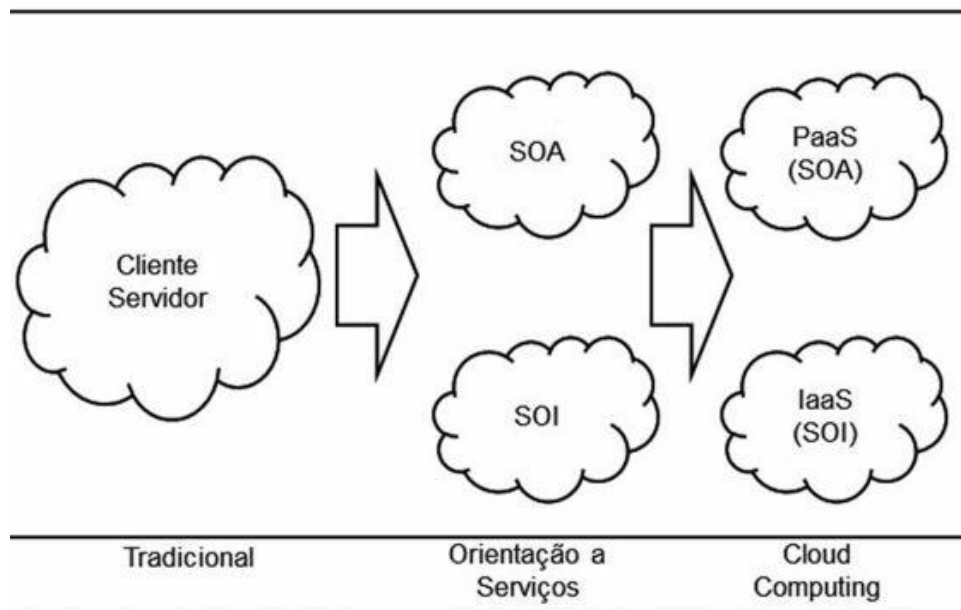 Cliente
Servidor
SOA
SOI
PaaS
(SOA)
IaaS
(SOI)
Tradicional
Orientação a
Serviços
Cloud
Computing